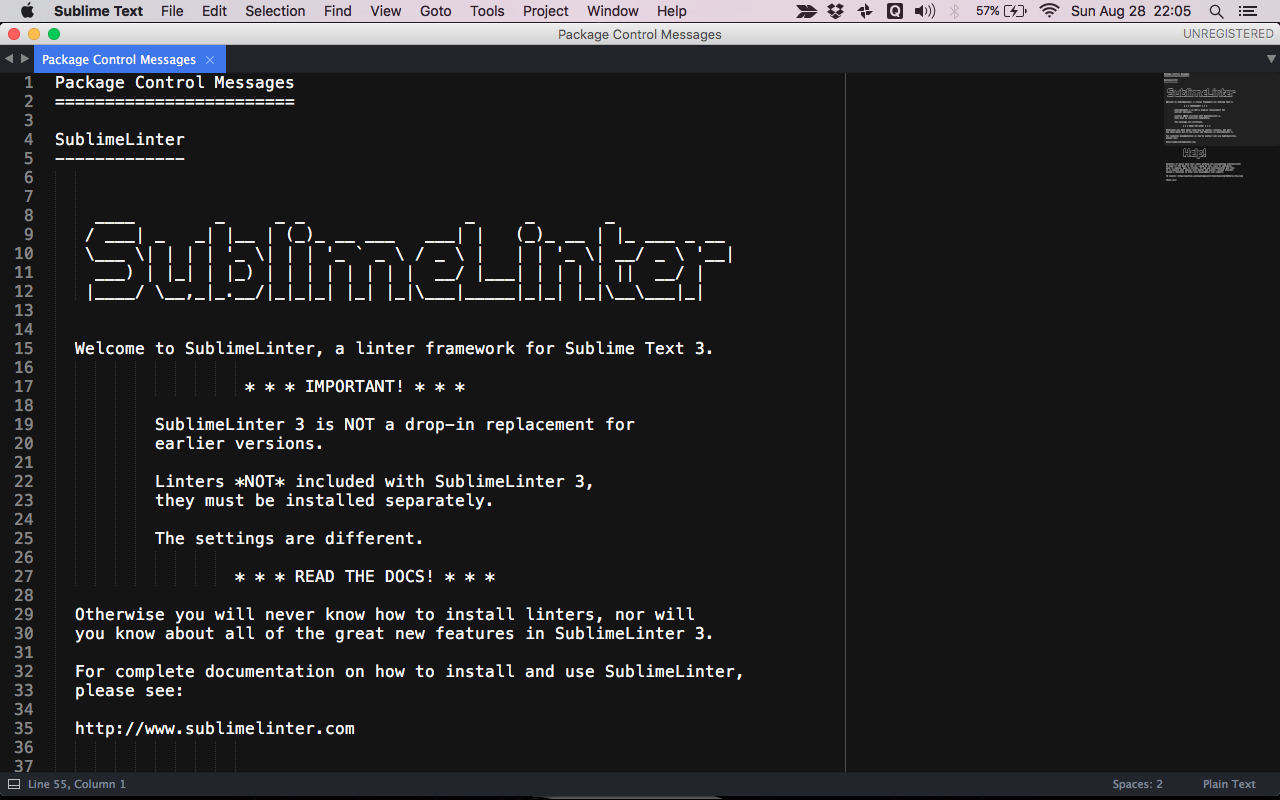 Sublime Text File Edit Selection Find View Goto Tools Project Window Help 57% Sun Aug 28 22:05
Package Control Messages UNREGISTERED
Package Control Messages ×
1 Package Control Messages
2 ========================
3
4 SublimeLinter
5 -------------
6
7
8
9
10
11
12
SublimeLinter
13
14
15 Welcome to SublimeLinter, a linter framework for Sublime Text 3.
16
17 * * * IMPORTANT! * * *
18
19 SublimeLinter 3 is NOT a drop-in replacement for
20 earlier versions.
21
22 Linters *NOT* included with SublimeLinter 3,
23 they must be installed separately.
24
25 The settings are different.
26
27 * * * READ THE DOCS! * * *
28
29 Otherwise you will never know how to install linters, nor will
30 you know about all of the great new features in SublimeLinter 3.
31
32 For complete documentation on how to install and use SublimeLinter,
33 please see:
34
35 http://www.sublimelinter.com
36
37
SublimeLinter
Help!
Line 55, Column 1 Spaces: 2 Plain Text